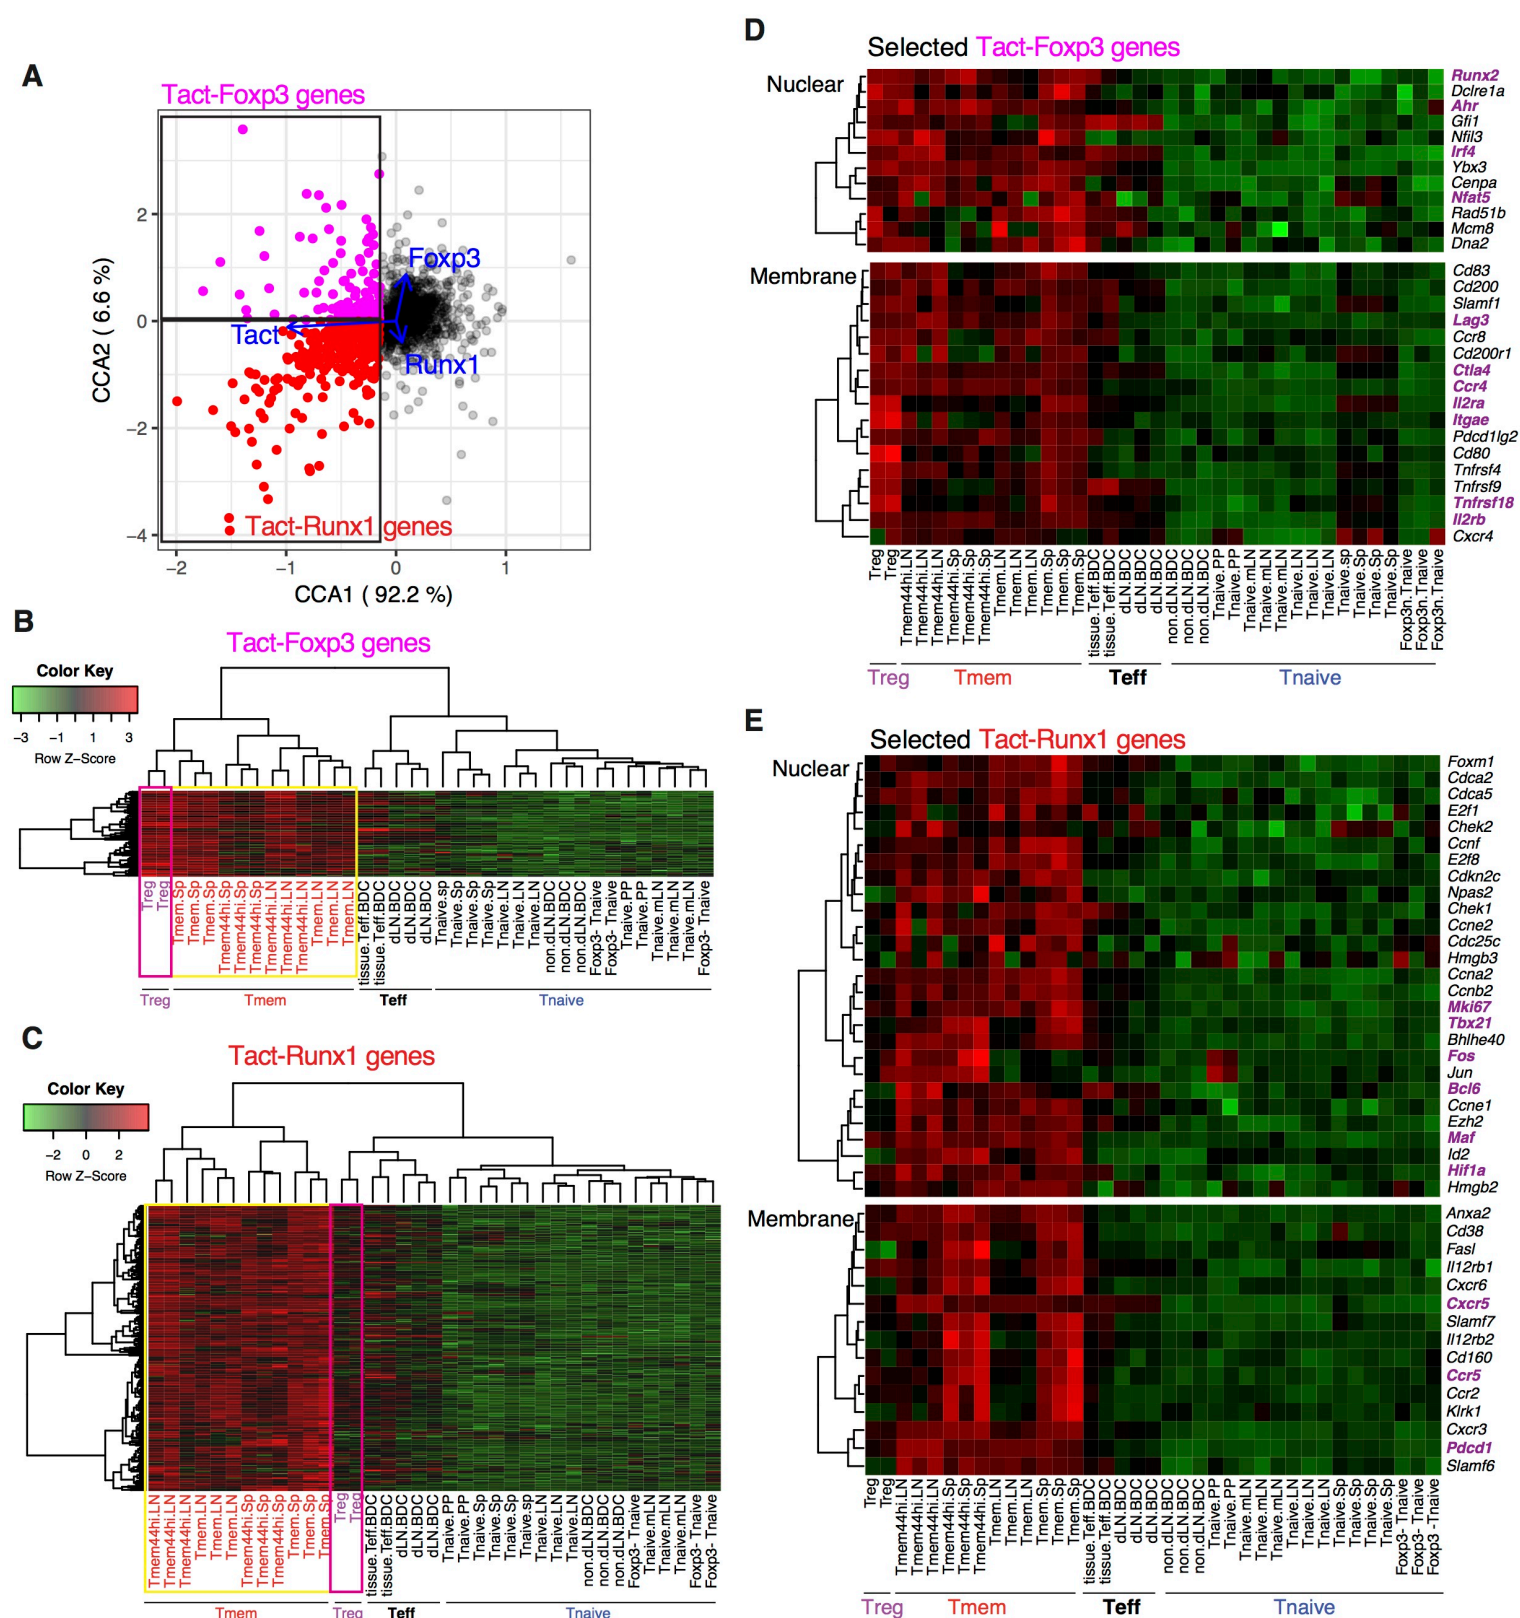 A
Tact-Foxp3 genes
CCA2 ( 6.6 %)
2
0
−2
−4
Foxp3
Tact
Runx1
Tact-Runx1 genes
−2
−1
0
1
CCA1 ( 92.2 %)
B
Tact-Foxp3 genes
Color Key
−3
−1
1
3
Row Z−Score
Treg
Treg
Tmem.Sp
Tmem.Sp
Tmem.Sp
Tmem44hi.Sp
Tmem44hi.Sp
Tmem44hi.Sp
Tmem44hi.LN
Tmem44hi.LN
Tmem44hi.LN
Tmem.LN
Tmem.LN
Tmem.LN
tissue.Teff.BDC
tissue.Teff.BDC
dLN.BDC
dLN.BDC
dLN.BDC
Tnaive.sp
Tnaive.Sp
Tnaive.Sp
Tnaive.Sp
Tnaive.LN
Tnaive.LN
Tnaive.LN
non.dLN.BDC
non.dLN.BDC
non.dLN.BDC
Foxp3- Tnaive
Foxp3- Tnaive
Tnaive.PP
Tnaive.PP
Tnaive.mLN
Tnaive.mLN
Tnaive.mLN
Foxp3- Tnaive
Treg
Tmem
Teff
Tnaive
C
Tact-Runx1 genes
Color Key
−2
0
2
Row Z−Score
Tmem44hi.LN
Tmem44hi.LN
Tmem44hi.LN
Tmem.LN
Tmem.LN
Tmem.LN
Tmem44hi.Sp
Tmem44hi.Sp
Tmem44hi.Sp
Tmem.Sp
Tmem.Sp
Tmem.Sp
Treg
Treg
tissue.Teff.BDC
tissue.Teff.BDC
dLN.BDC
dLN.BDC
dLN.BDC
Tnaive.PP
Tnaive.PP
Tnaive.Sp
Tnaive.Sp
Tnaive.Sp
Tnaive.sp
Tnaive.LN
Tnaive.LN
Tnaive.LN
non.dLN.BDC
non.dLN.BDC
non.dLN.BDC
Foxp3- Tnaive
Tnaive.mLN
Tnaive.mLN
Tnaive.mLN
Foxp3- Tnaive
Foxp3- Tnaive
Tmem
Treg
Teff
Tnaive
D
Selected Tact-Foxp3 genes
Nuclear
Runx2
Dclre1a
Ahr
Gfi1
Nfil3
Irf4
Ybx3
Cenpa
Nfat5
Rad51b
Mcm8
Dna2
Membrane
Cd83
Cd200
Slamf1
Lag3
Ccr8
Cd200r1
Ctla4
Ccr4
Il2ra
Itgae
Pdcd1lg2
Cd80
Tnfrsf4
Tnfrsf9
Tnfrsf18
Il2rb
Cxcr4
Treg
Treg
Tmem44hi.LN
Tmem44hi.LN
Tmem44hi.LN
Tmem44hi.Sp
Tmem44hi.Sp
Tmem44hi.Sp
Tmem.LN
Tmem.LN
Tmem.LN
Tmem.Sp
Tmem.Sp
Tmem.Sp
tissue.Teff.BDC
tissue.Teff.BDC
dLN.BDC
dLN.BDC
dLN.BDC
non.dLN.BDC
non.dLN.BDC
non.dLN.BDC
Tnaive.PP
Tnaive.PP
Tnaive.mLN
Tnaive.mLN
Tnaive.mLN
Tnaive.LN
Tnaive.LN
Tnaive.LN
Tnaive.sp
Tnaive.Sp
Tnaive.Sp
Tnaive.Sp
Foxp3n.Tnaive
Foxp3n.Tnaive
Foxp3n.Tnaive
Treg
Tmem
Teff
Tnaive
E
Selected Tact-Runx1 genes
Nuclear
Foxm1
Cdca2
Cdca5
E2f1
Chek2
Ccnf
E2f8
Cdkn2c
Npas2
Chek1
Ccne2
Cdc25c
Hmgb3
Ccna2
Ccnb2
Mki67
Tbx21
Bhlhe40
Fos
Jun
Bcl6
Ccne1
Ezh2
Maf
Id2
Hif1a
Hmgb2
Membrane
Anxa2
Cd38
Fasl
Il12rb1
Cxcr6
Cxcr5
Slamf7
Il12rb2
Cd160
Ccr5
Ccr2
Klrk1
Cxcr3
Pdcd1
Slamf6
Treg
Treg
Tmem44hi.LN
Tmem44hi.LN
Tmem44hi.LN
Tmem44hi.Sp
Tmem44hi.Sp
Tmem44hi.Sp
Tmem.LN
Tmem.LN
Tmem.LN
Tmem.Sp
Tmem.Sp
Tmem.Sp
tissue.Teff.BDC
tissue.Teff.BDC
dLN.BDC
dLN.BDC
dLN.BDC
non.dLN.BDC
non.dLN.BDC
non.dLN.BDC
Tnaive.PP
Tnaive.PP
Tnaive.mLN
Tnaive.mLN
Tnaive.mLN
Tnaive.LN
Tnaive.LN
Tnaive.LN
Tnaive.Sp
Tnaive.Sp
Tnaive.Sp
Tnaive.Sp
Foxp3- Tnaive
Foxp3- Tnaive
Foxp3 -Tnaive
Treg
Tmem
Teff
Tnaive